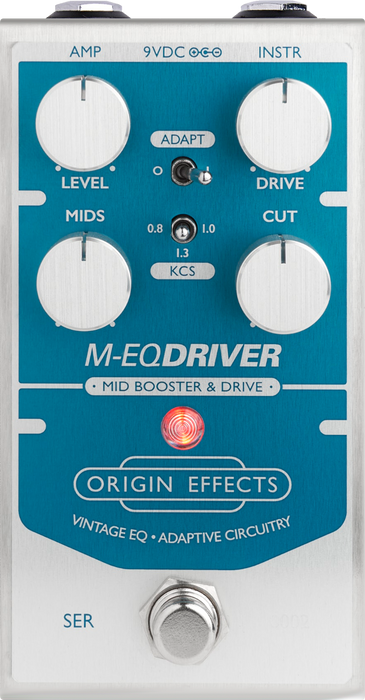 AMP 9VDC INSTR
ADAPT
O I
LEVEL DRIVE
MIDS CUT
0.8 1.0
1.3
KCS
M-EQDRIVER
• MID BOOSTER & DRIVE •
ORIGIN EFFECTS
VINTAGE EQ • ADAPTIVE CIRCUITRY
SER